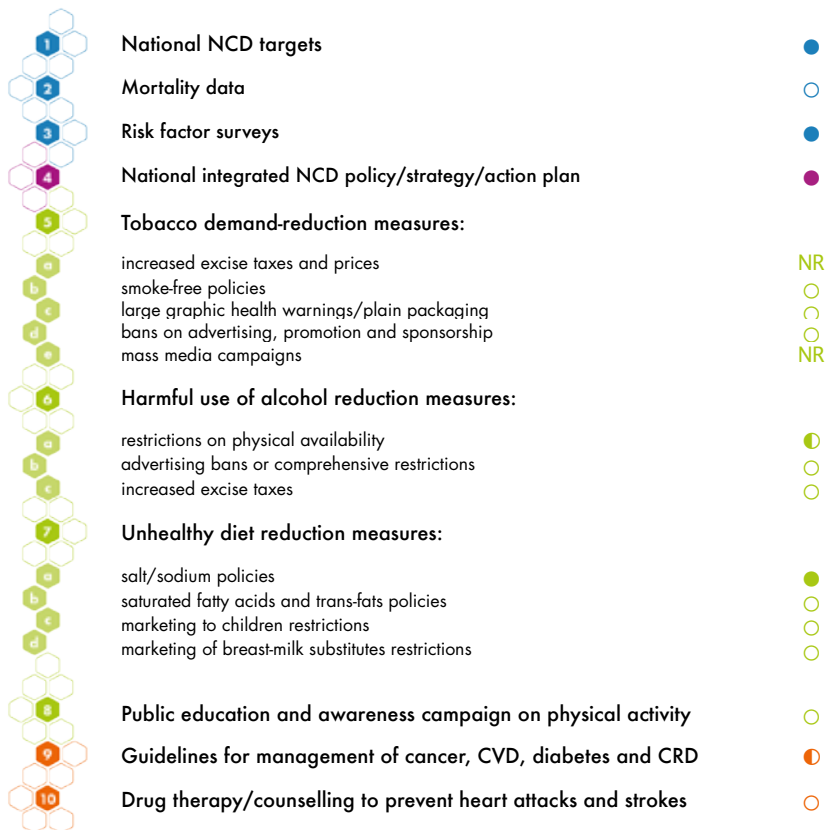 1 National NCD targets
2 Mortality data
3 Risk factor surveys
4 National integrated NCD policy/strategy/action plan
5 Tobacco demand-reduction measures:
a increased excise taxes and prices NR
b smoke-free policies
c large graphic health warnings/plain packaging
d bans on advertising, promotion and sponsorship
e mass media campaigns NR
6 Harmful use of alcohol reduction measures:
a restrictions on physical availability
b advertising bans or comprehensive restrictions
c increased excise taxes
7 Unhealthy diet reduction measures:
a salt/sodium policies
b saturated fatty acids and trans-fats policies
c marketing to children restrictions
d marketing of breast-milk substitutes restrictions
8 Public education and awareness campaign on physical activity
9 Guidelines for management of cancer, CVD, diabetes and CRD
10 Drug therapy/counselling to prevent heart attacks and strokes